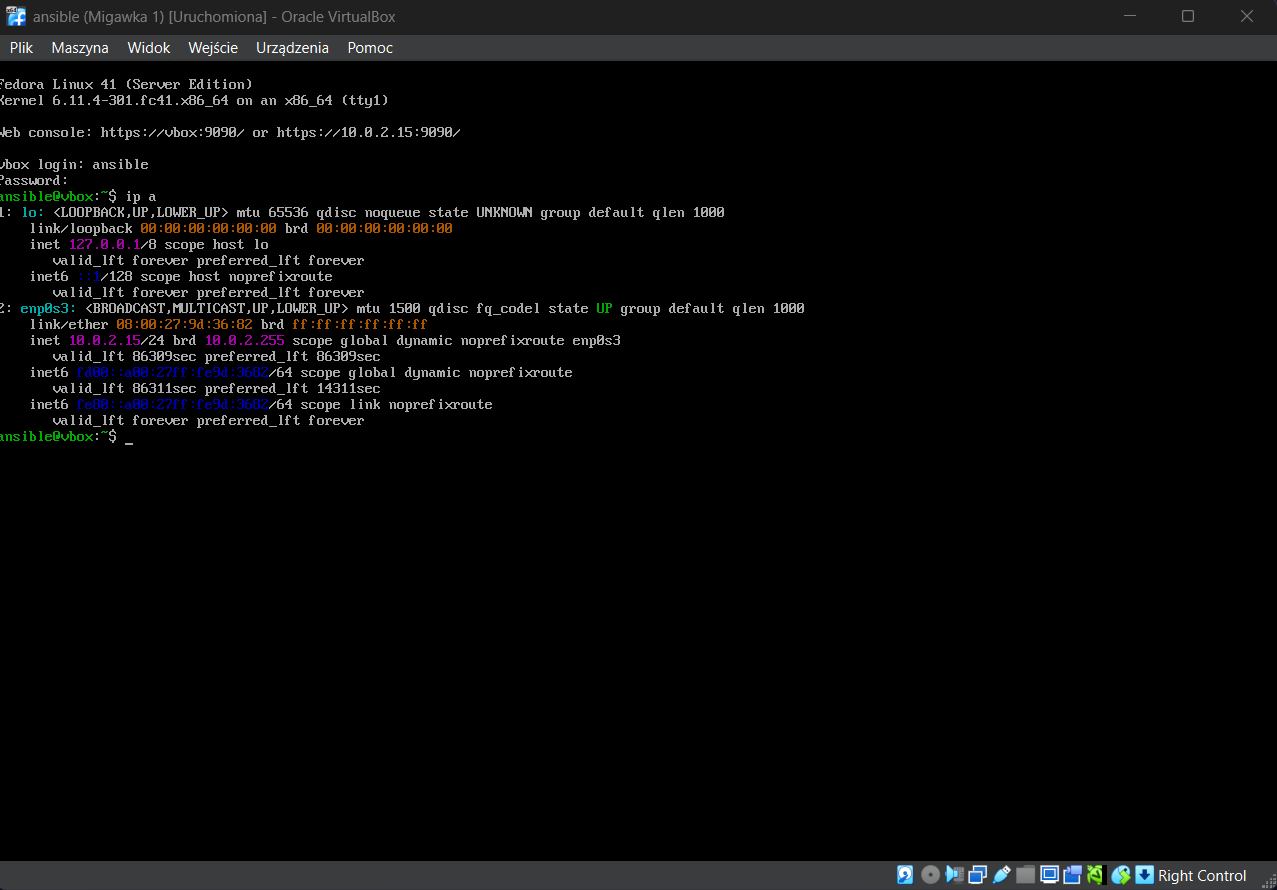 ansible (Migawka 1) [Uruchomiona] - Oracle VirtualBox
Plik Maszyna Widok Wejście Urządzenia Pomoc
Fedora Linux 41 (Server Edition)
Kernel 6.11.4-301.fc41.x86_64 on an x86_64 (tty1)
Web console: https://vbox:9090/ or https://10.0.2.15:9090/
vbox login: ansible
Password:
ansible@vbox:~$ ip a
1: lo: <LOOPBACK,UP,LOWER_UP> mtu 65536 qdisc noqueue state UNKNOWN group default qlen 1000
link/loopback 00:00:00:00:00:00 brd 00:00:00:00:00:00
inet 127.0.0.1/8 scope host lo
valid_lft forever preferred_lft forever
inet6 ::1/128 scope host noprefixroute
valid_lft forever preferred_lft forever
2: enp0s3: <BROADCAST,MULTICAST,UP,LOWER_UP> mtu 1500 qdisc fq_codel state UP group default qlen 1000
link/ether 08:00:27:9d:36:82 brd ff:ff:ff:ff:ff:ff
inet 10.0.2.15/24 brd 10.0.2.255 scope global dynamic noprefixroute enp0s3
valid_lft 86309sec preferred_lft 86309sec
inet6 fd00::a00:27ff:fe9d:3682/64 scope global dynamic noprefixroute
valid_lft 86311sec preferred_lft 14311sec
inet6 fe80::a00:27ff:fe9d:3682/64 scope link noprefixroute
valid_lft forever preferred_lft forever
ansible@vbox:~$ _
Right Control